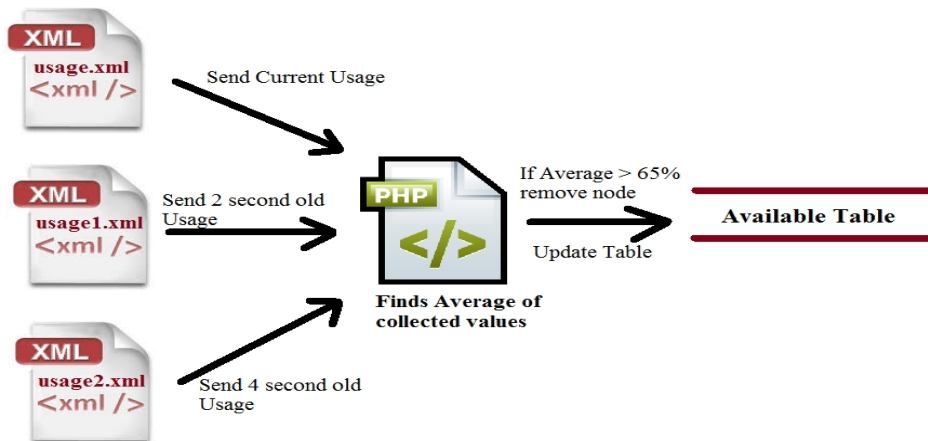 XML
usage.xml
<xml />
Send Current Usage
XML
usage1.xml
<xml />
Send 2 second old
Usage
XML
usage2.xml
<xml />
Send 4 second old
Usage
PHP
</>
Finds Average of
collected values
If Average > 65%
remove node
Update Table
Available Table